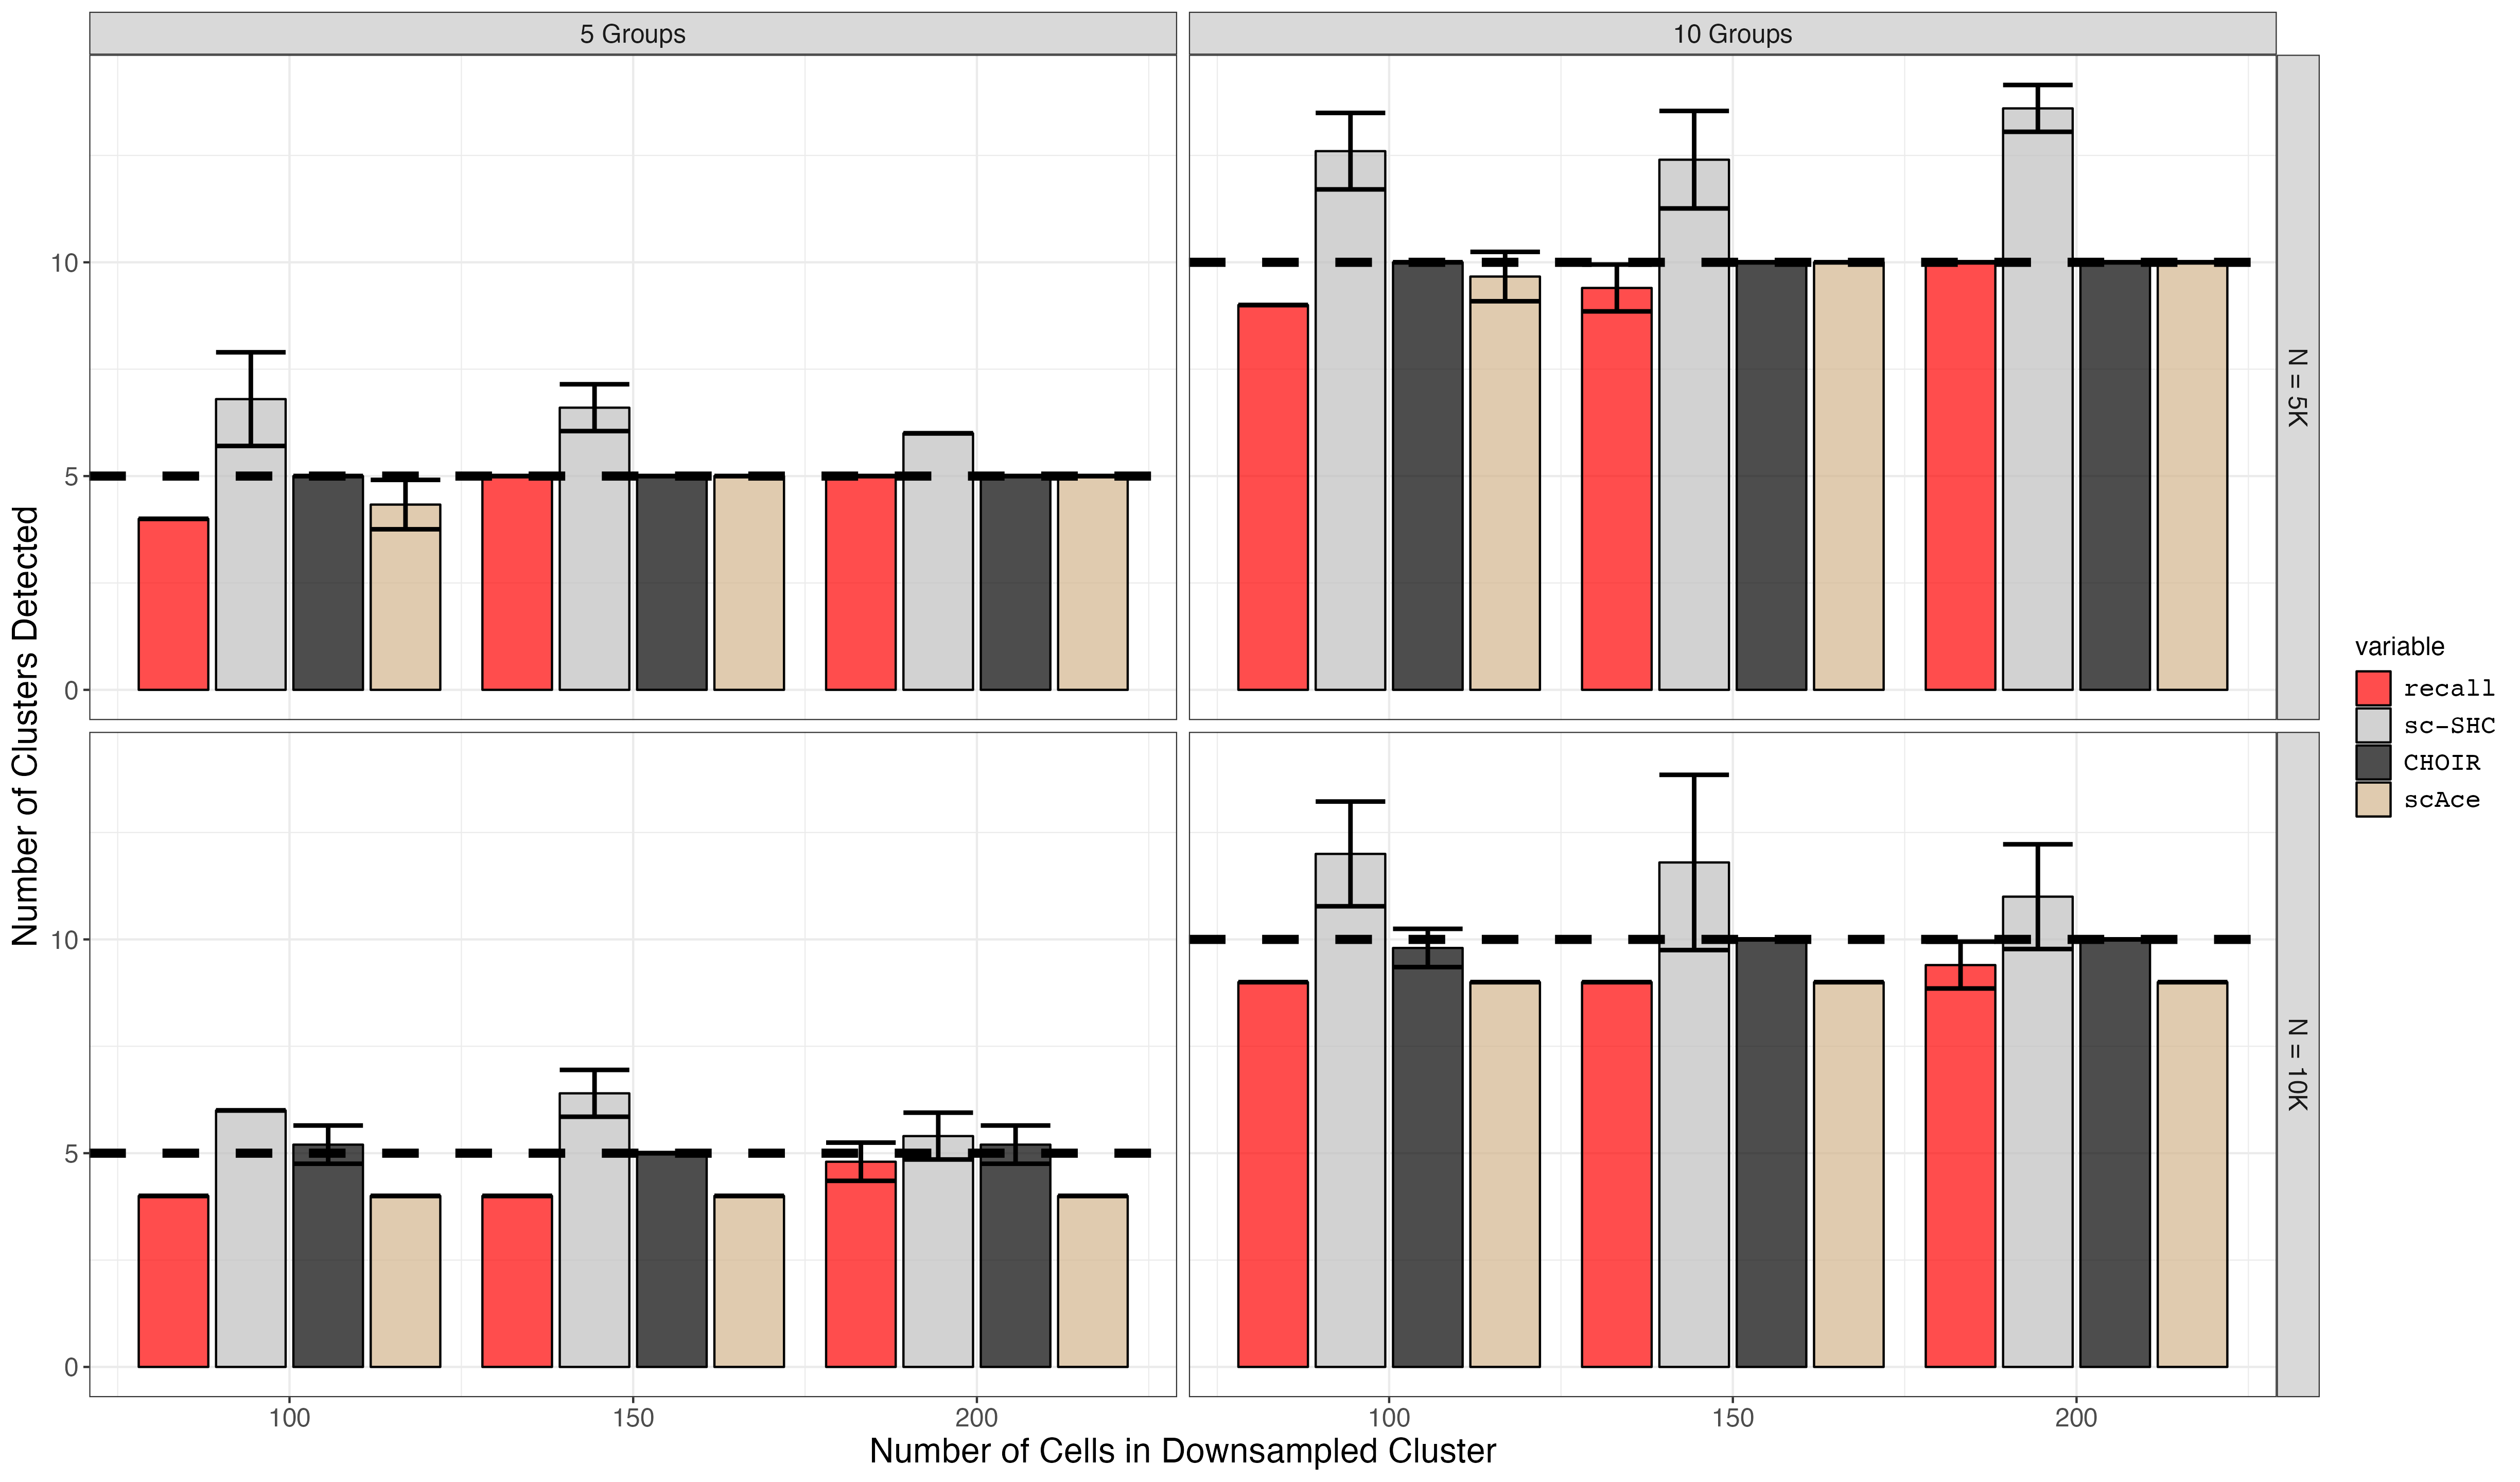 5 Groups
10 Groups
10
5
0
N = 5K
10
5
0
N = 10K
Number of Clusters Detected
100
150
200
100
150
200
Number of Cells in Downsampled Cluster
variable
recall
sc-SHC
CHOIR
scAce